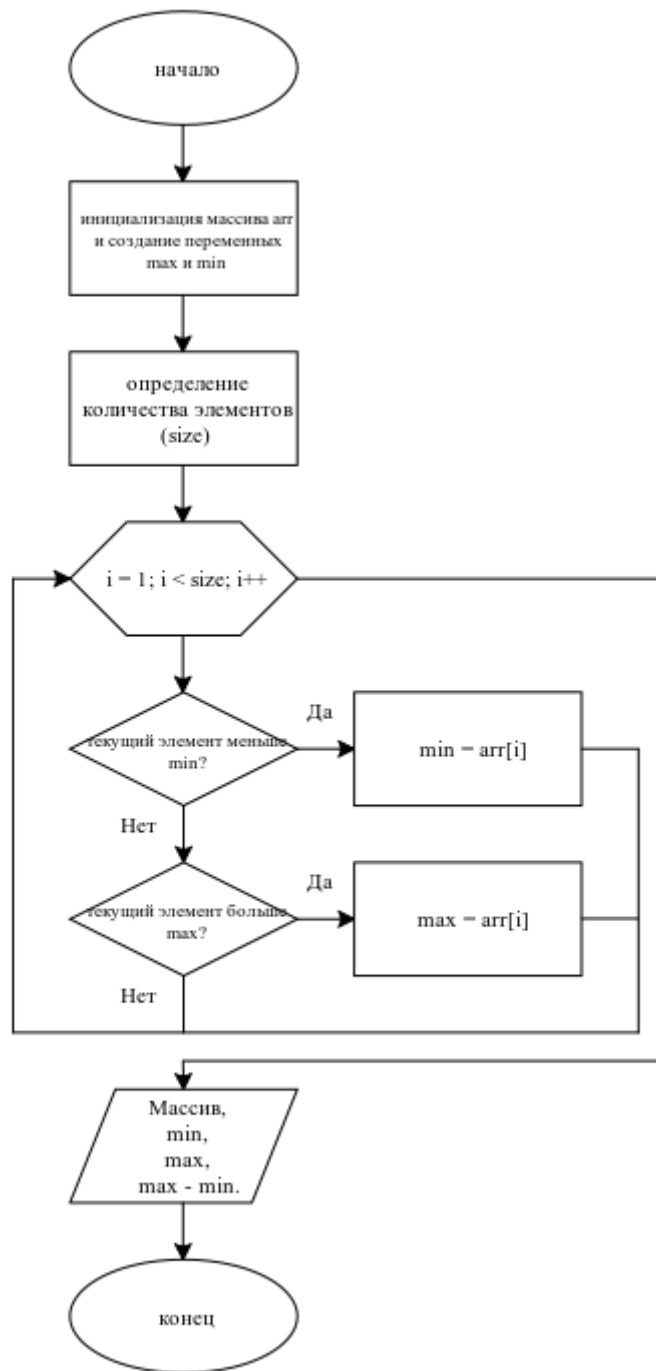 начало
инициализация массива arr
и создание переменных
max и min
определение
количества элементов
(size)
i = 1; i < size; i++
текущий элемент меньше
min?
Да
min = arr[i]
Нет
текущий элемент больше
max?
Да
max = arr[i]
Нет
Массив,
min,
max,
max - min.
конец